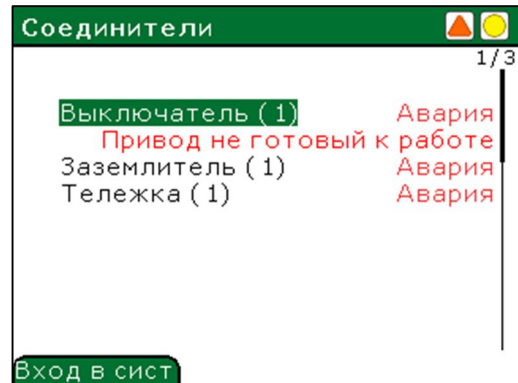 Соединители
1/3
Выключатель (1) Авария
Привод не готовый к работе
Заземлитель (1) Авария
Тележка (1) Авария
Вход в сист